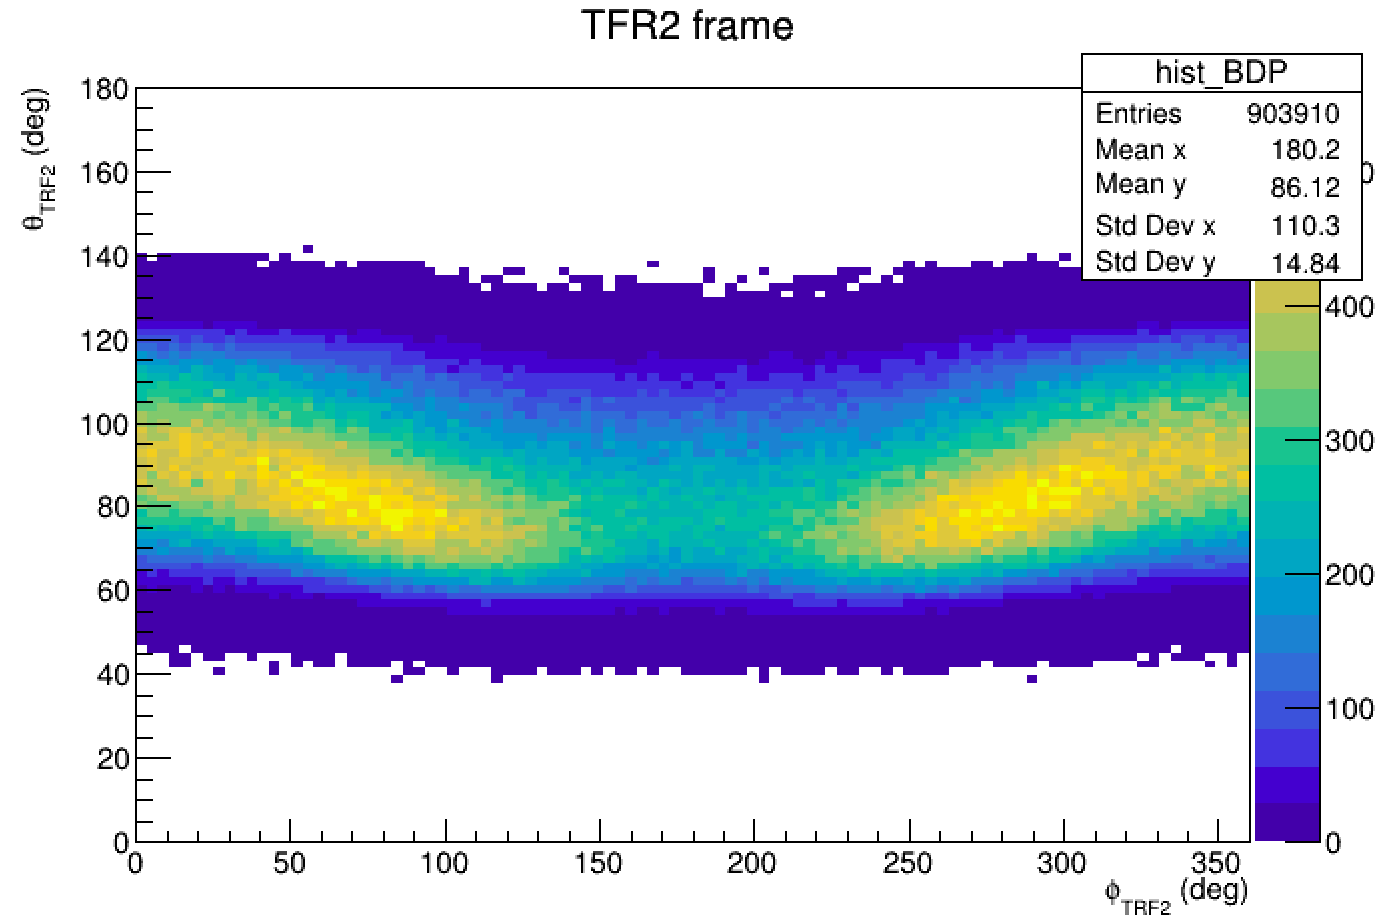 TFR2 frame
hist_BDP
Entries 903910
Mean x 180.2
Mean y 86.12
Std Dev x 110.3
Std Dev y 14.84
θTRF2 (deg)
180
160
140
120
100
80
60
40
20
0
0 50 100 150 200 250 300 350
ϕTRF2 (deg)
0
400
300
200
100
0